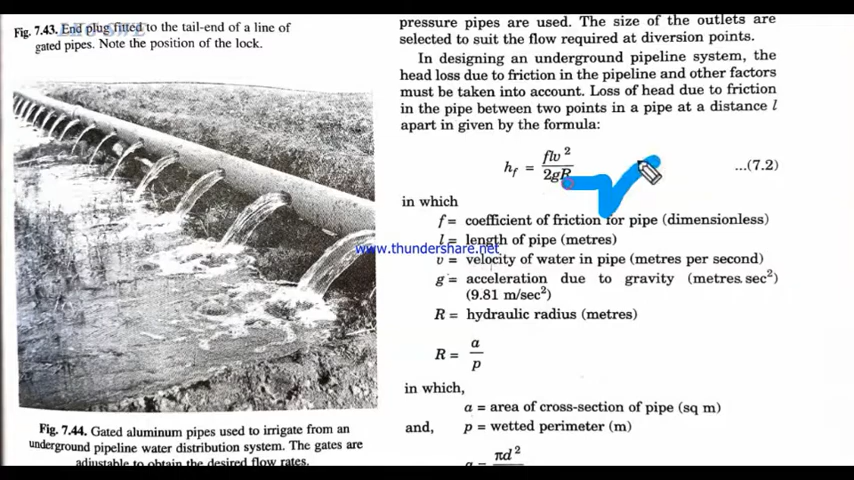 Fig. 7.43. End plug fitted to the tail-end of a line of
gated pipes. Note the position of the lock.
Fig. 7.44. Gated aluminum pipes used to irrigate from an
underground pipeline water distribution system. The gates are
adjustable to obtain the desired flow rates.
pressure pipes are used. The size of the outlets are
selected to suit the flow required at diversion points.
In designing an underground pipeline system, the
head loss due to friction in the pipeline and other factors
must be taken into account. Loss of head due to friction
in the pipe between two points in a pipe at a distance l
apart in given by the formula:
h_f = flv² / 2gR ...(7.2)
in which
f = coefficient of friction for pipe (dimensionless)
l = length of pipe (metres)
www.thundershare.net
v = velocity of water in pipe (metres per second)
g = acceleration due to gravity (metres.sec²)
(9.81 m/sec²)
R = hydraulic radius (metres)
R = a / p
in which,
a = area of cross-section of pipe (sq m)
and, p = wetted perimeter (m)
a = πd²